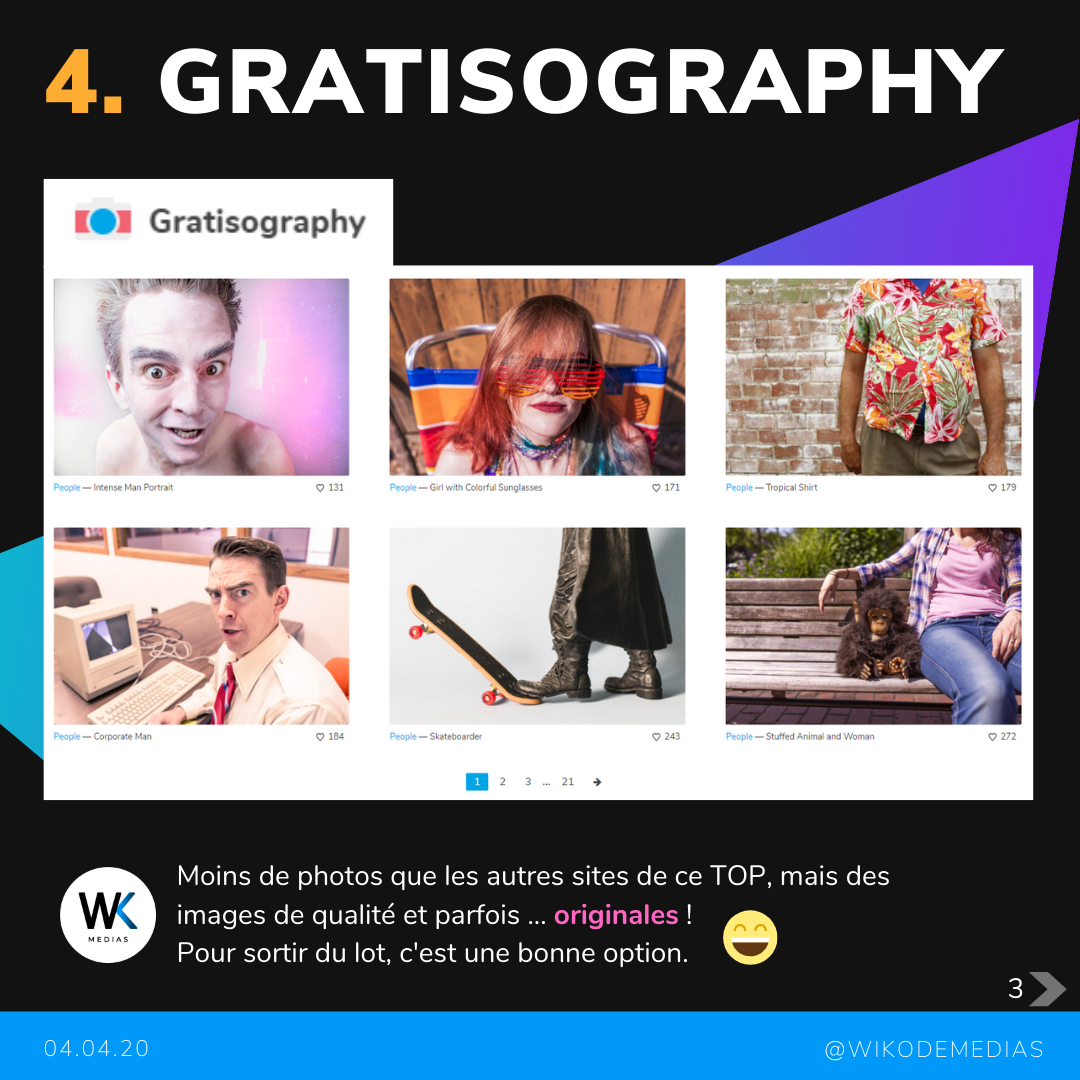 4. GRATISOGRAPHY
Gratisography
People — Intense Man Portrait 131
People — Girl with Colorful Sunglasses 171
People — Tropical Shirt 179
People — Corporate Man 184
People — Skateboarder 243
People — Stuffed Animal and Woman 272
1 2 3 ... 21
WK
MEDIAS
Moins de photos que les autres sites de ce TOP, mais des
images de qualité et parfois ... originales !
Pour sortir du lot, c'est une bonne option.
3
04.04.20
@WIKODEMEDIAS